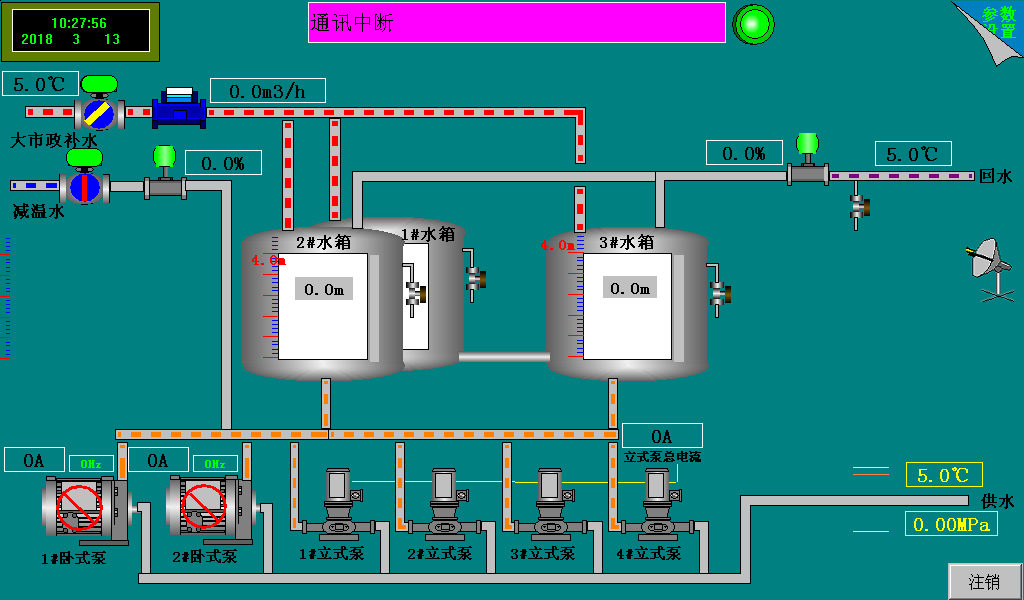 10:27:56
2018 3 13
通讯中断
参数
设置
5.0℃
0.0m3/h
大市政补水
0.0%
减温水
0.0%
5.0℃
回水
2#水箱
1#水箱
3#水箱
4.0m
4.0m
0.0m
0.0m
0A
立式泵总电流
0A
0Hz
0A
0Hz
5.0℃
供水
0.00MPa
1#卧式泵
2#卧式泵
1#立式泵
2#立式泵
3#立式泵
4#立式泵
注销